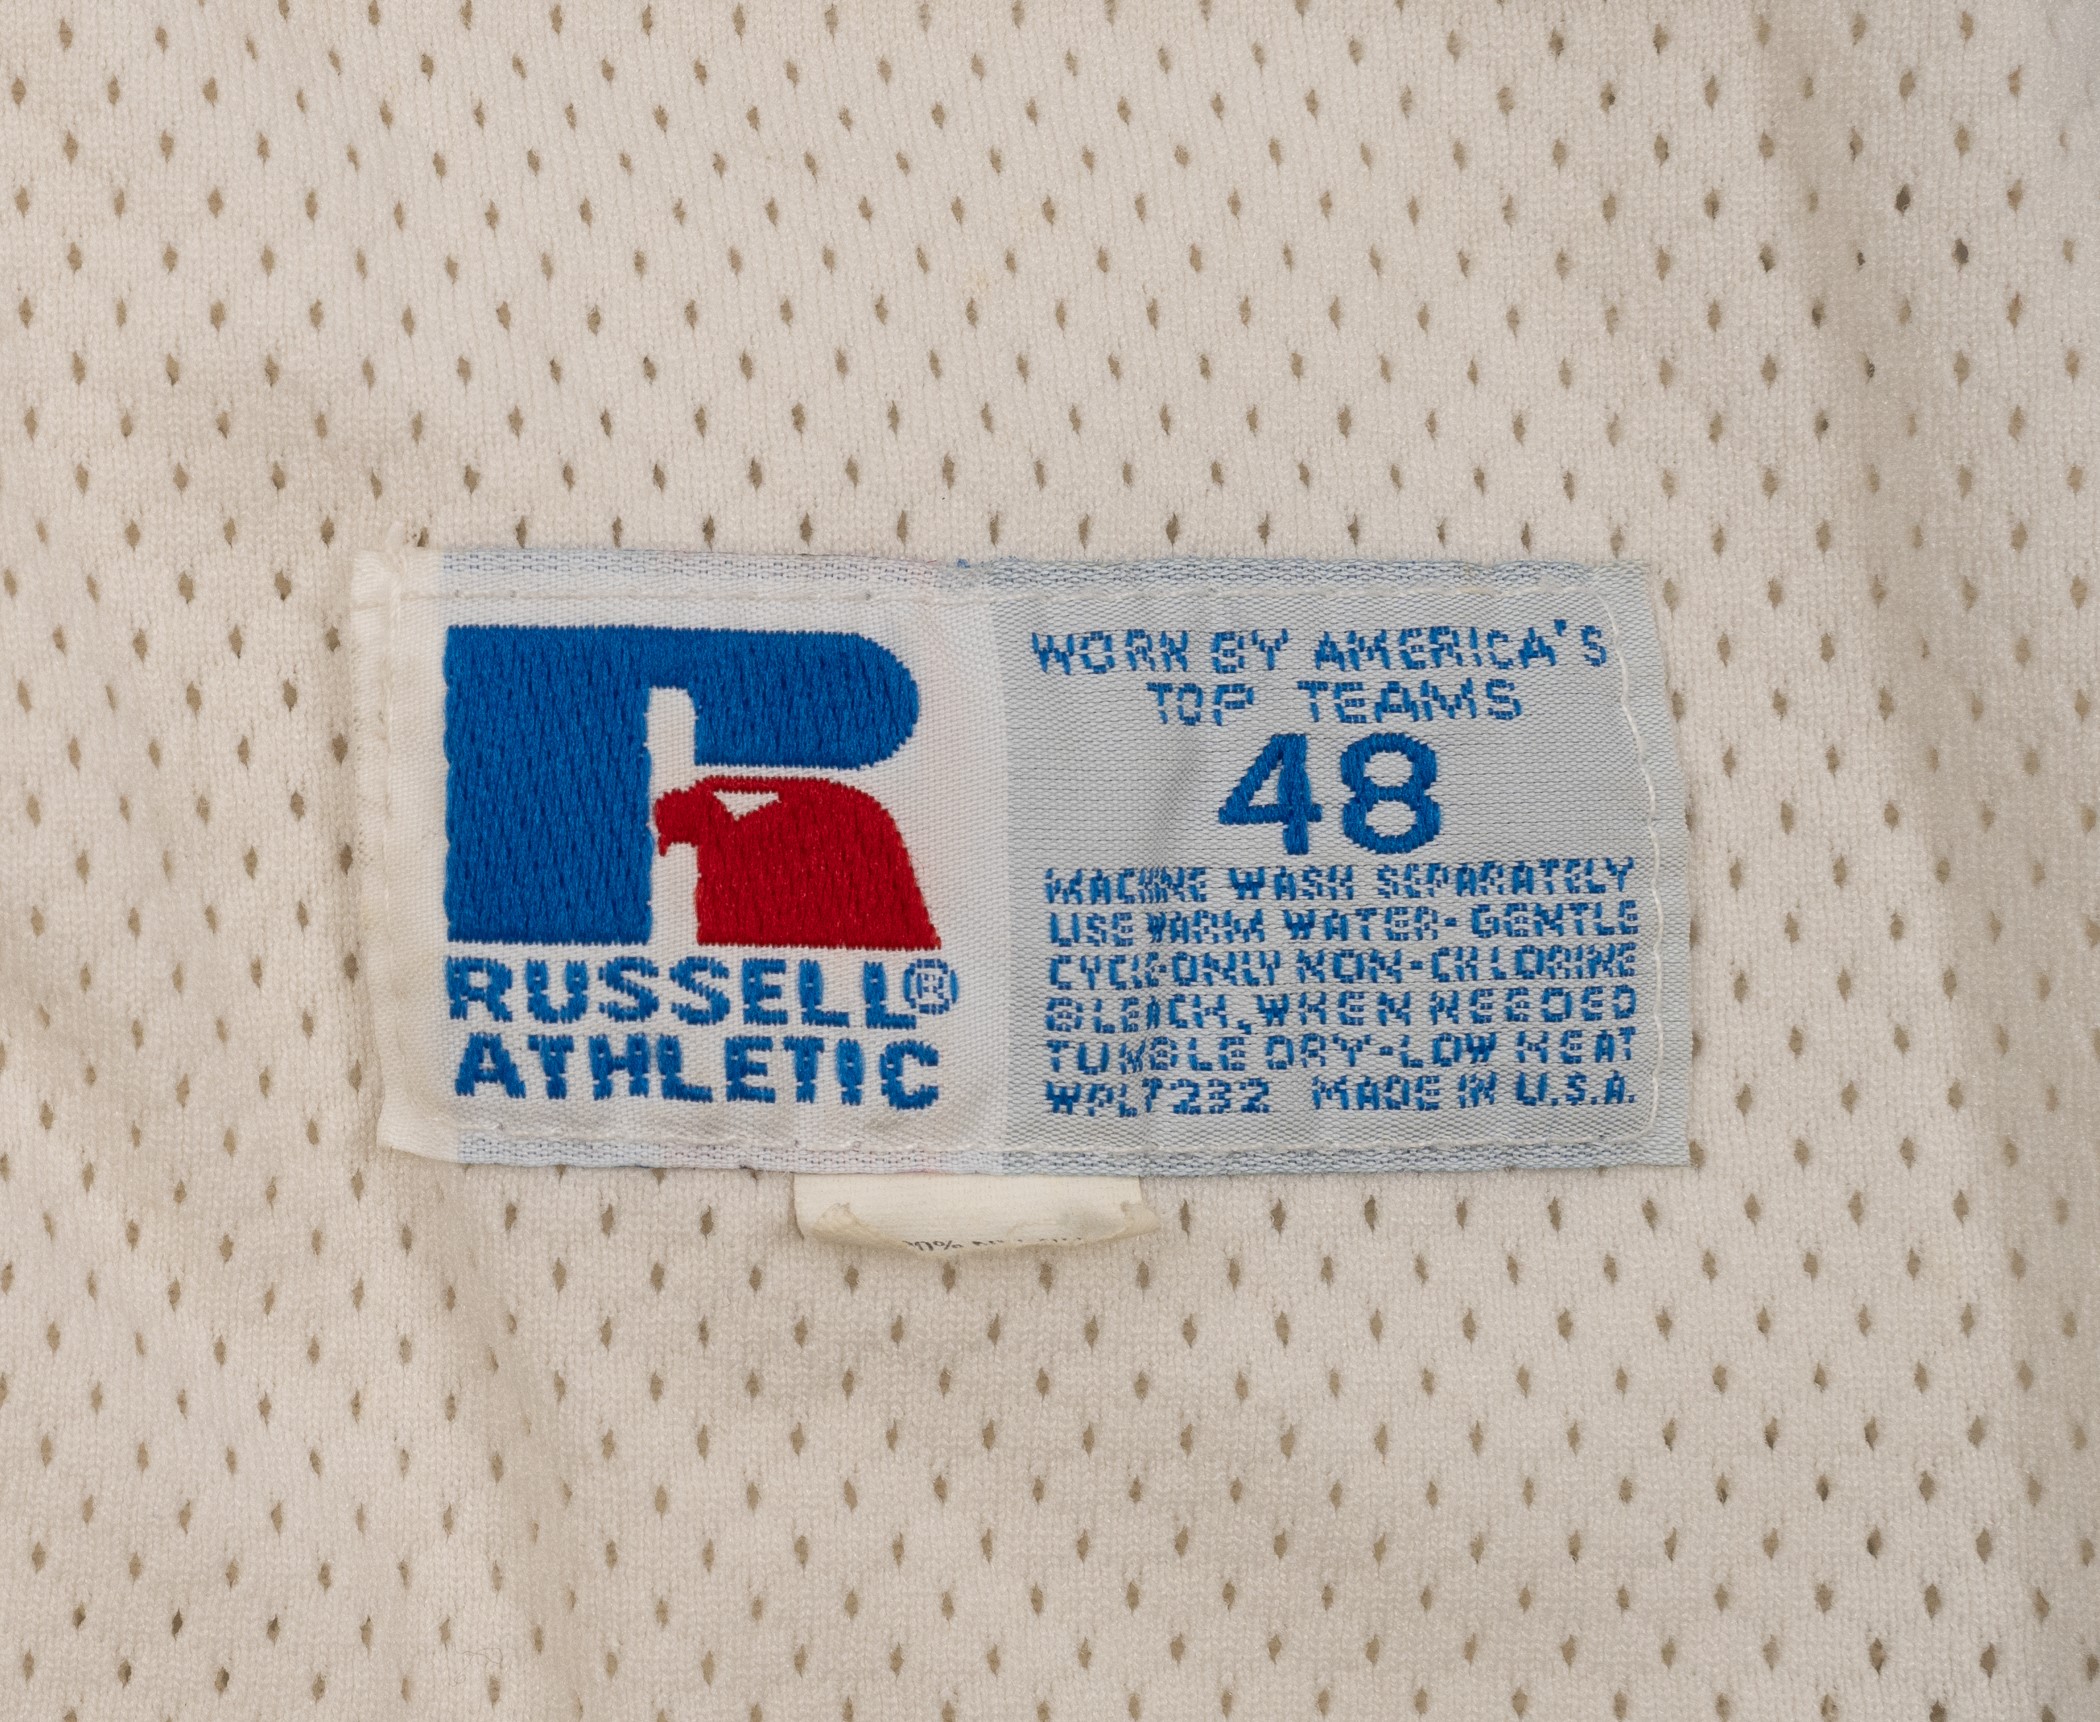 RUSSELL®
ATHLETIC
WORN BY AMERICA'S
TOP TEAMS
48
MACHINE WASH SEPARATELY
USE WARM WATER-GENTLE
CYCLE-ONLY NON-CHLORINE
BLEACH, WHEN NEEDED
TUMBLE DRY-LOW HEAT
WPL7232 MADE IN U.S.A.